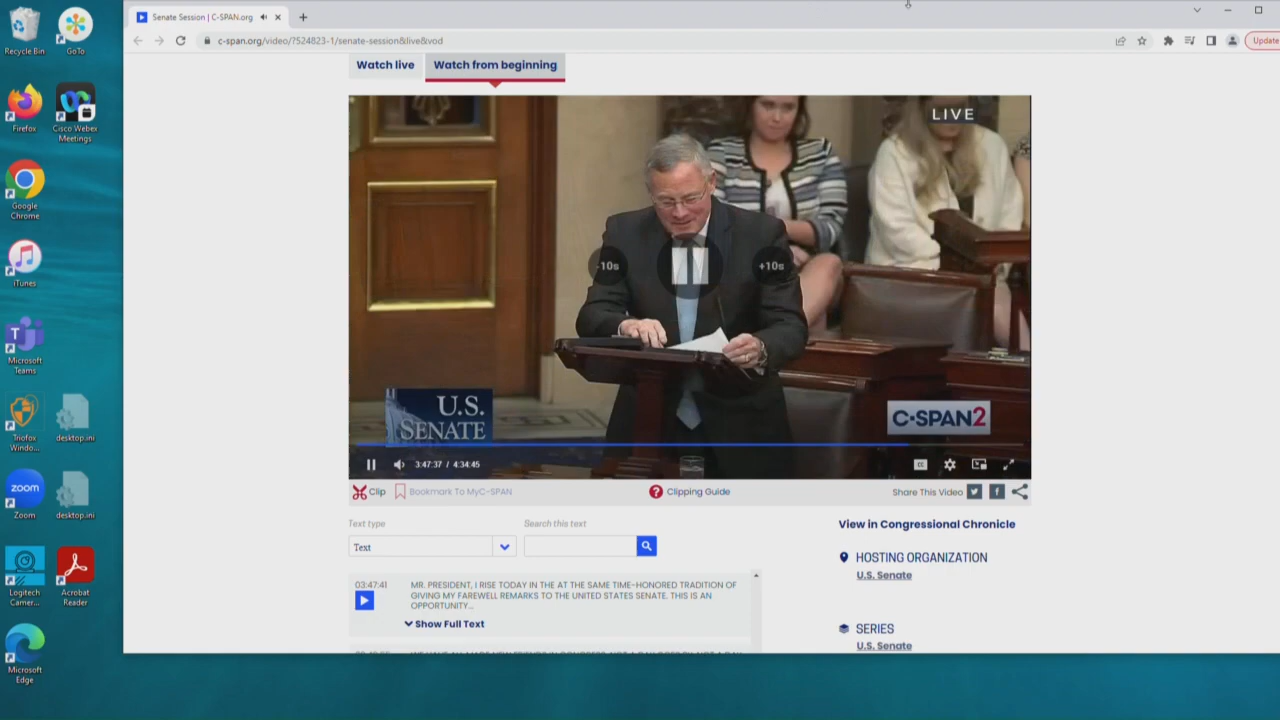 Senate Session | C-SPAN.org
c-span.org/video/?524823-1/senate-session&live&vod
Update
Recycle Bin
GoTo
Firefox
Cisco Webex
Meetings
Google
Chrome
iTunes
Microsoft
Teams
Triofox
Windo...
desktop.ini
zoom
Zoom
desktop.ini
Logitech
Camer...
Acrobat
Reader
Microsoft
Edge
Watch live
Watch from beginning
LIVE
-10s
+10s
U.S.
SENATE
C-SPAN2
3:47:37 / 4:34:45
CC
Clip
Bookmark To MyC-SPAN
Clipping Guide
Share This Video
Text type
Search this text
Text
View in Congressional Chronicle
HOSTING ORGANIZATION
U.S. Senate
SERIES
U.S. Senate
03:47:41
MR. PRESIDENT, I RISE TODAY IN THE AT THE SAME TIME-HONORED TRADITION OF
GIVING MY FAREWELL REMARKS TO THE UNITED STATES SENATE. THIS IS AN
OPPORTUNITY...
Show Full Text